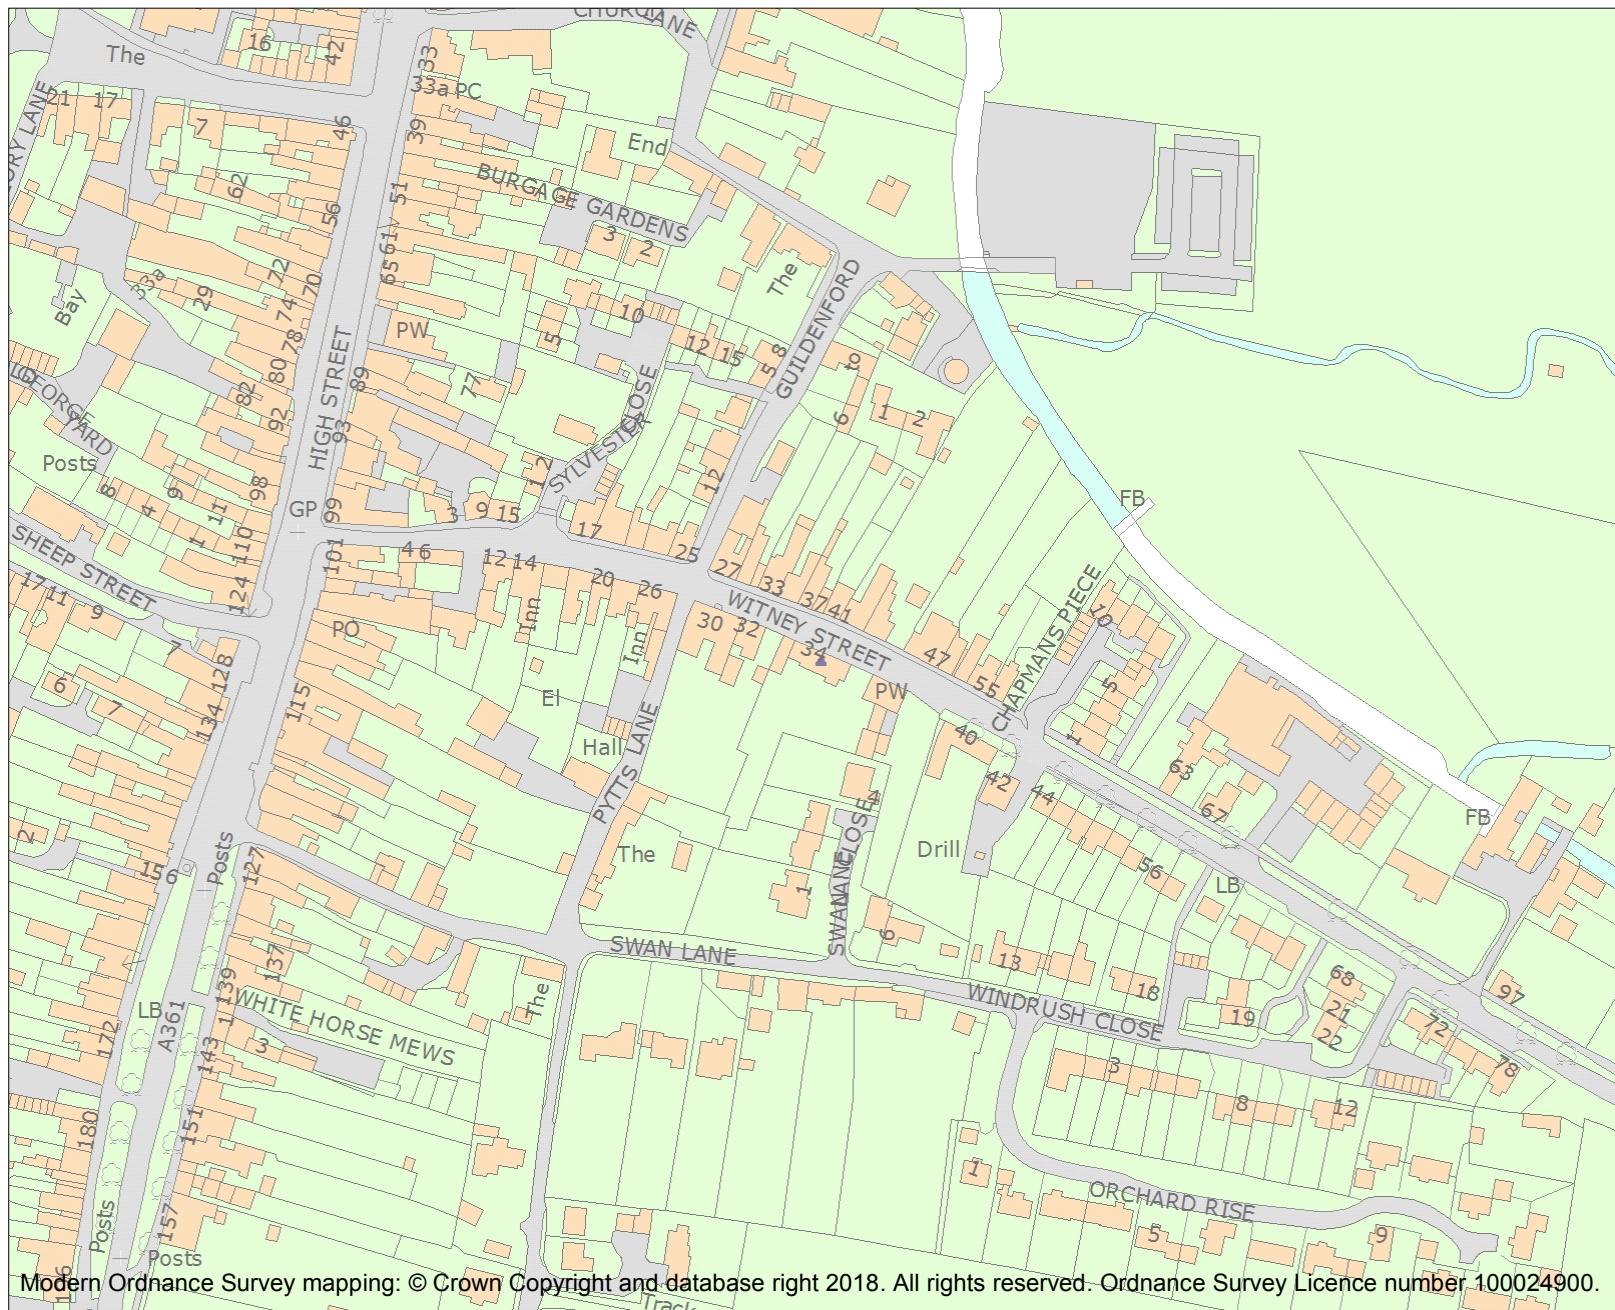 CHURCH LANE
The
16
42
33
33a
PC
21
17
7
46
39
ORY LANE
End
62
BURGAGE GARDENS
51
56
3
2
61
65
72
70
33a
29
74
The
Bay
10
GUILDENFORD
PW
78
5
12
15
8
5
HIGH STREET
80
89
77
82
GEORGE YARD
92
93
SYLVESTER CLOSE
6
1
2
Posts
12
12
8
4
9
11
1
98
99
GP
3
9
15
17
FB
SHEEP STREET
110
101
4
6
12
14
25
20
26
27
33
37
41
17
11
9
124
Inn
WITNEY STREET
CHAPMANS PIECE
10
PO
30
32
34
Inn
7
128
47
55
5
6
7
134
115
El
PW
40
1
Hall
PYTTS LANE
42
44
63
67
4
FB
2
Posts
156
127
The
SWAN LANE CLOSE
Drill
56
LB
1
6
SWAN LANE
137
13
18
68
97
139
The
WINDRUSH CLOSE
19
21
22
72
LB
A361
WHITE HORSE MEWS
172
143
3
3
78
8
12
180
151
1
ORCHARD RISE
Posts
157
5
9
Posts
Track
Modern Ordnance Survey mapping: © Crown Copyright and database right 2018. All rights reserved. Ordnance Survey Licence number 100024900.